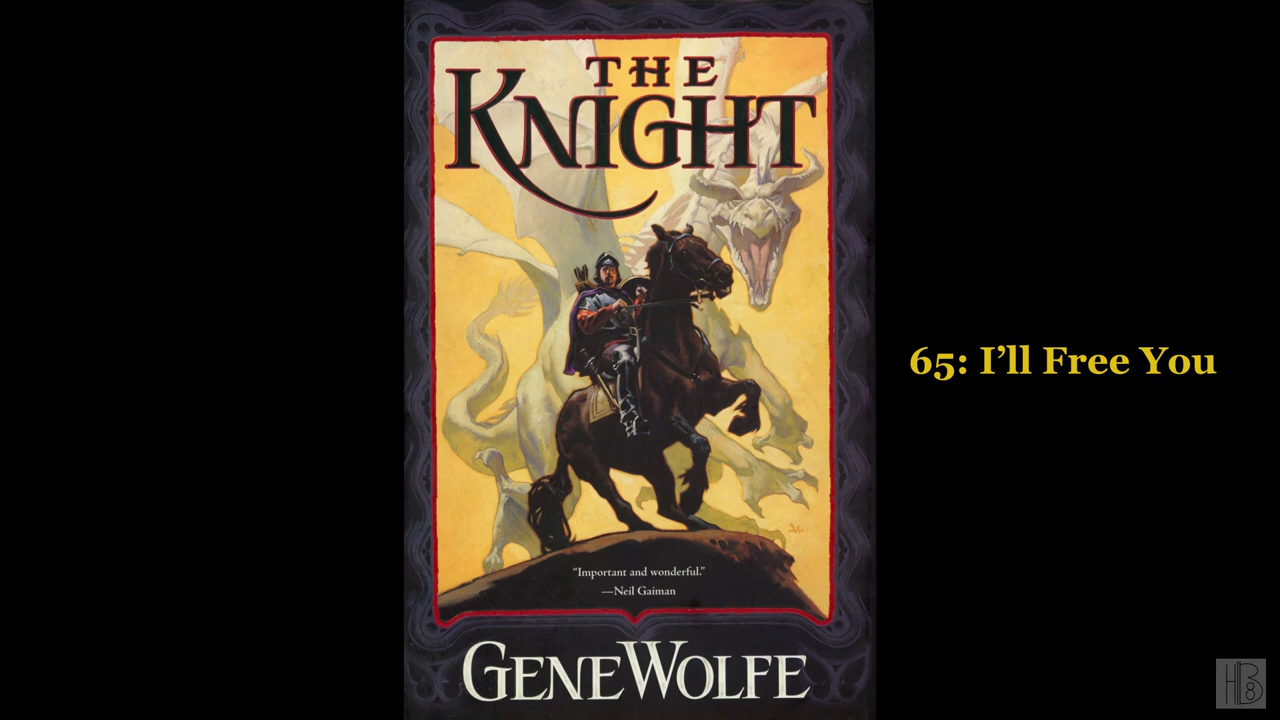 THE
KNIGHT
65: I’ll Free You
“Important and wonderful.”
—Neil Gaiman
GENE WOLFE